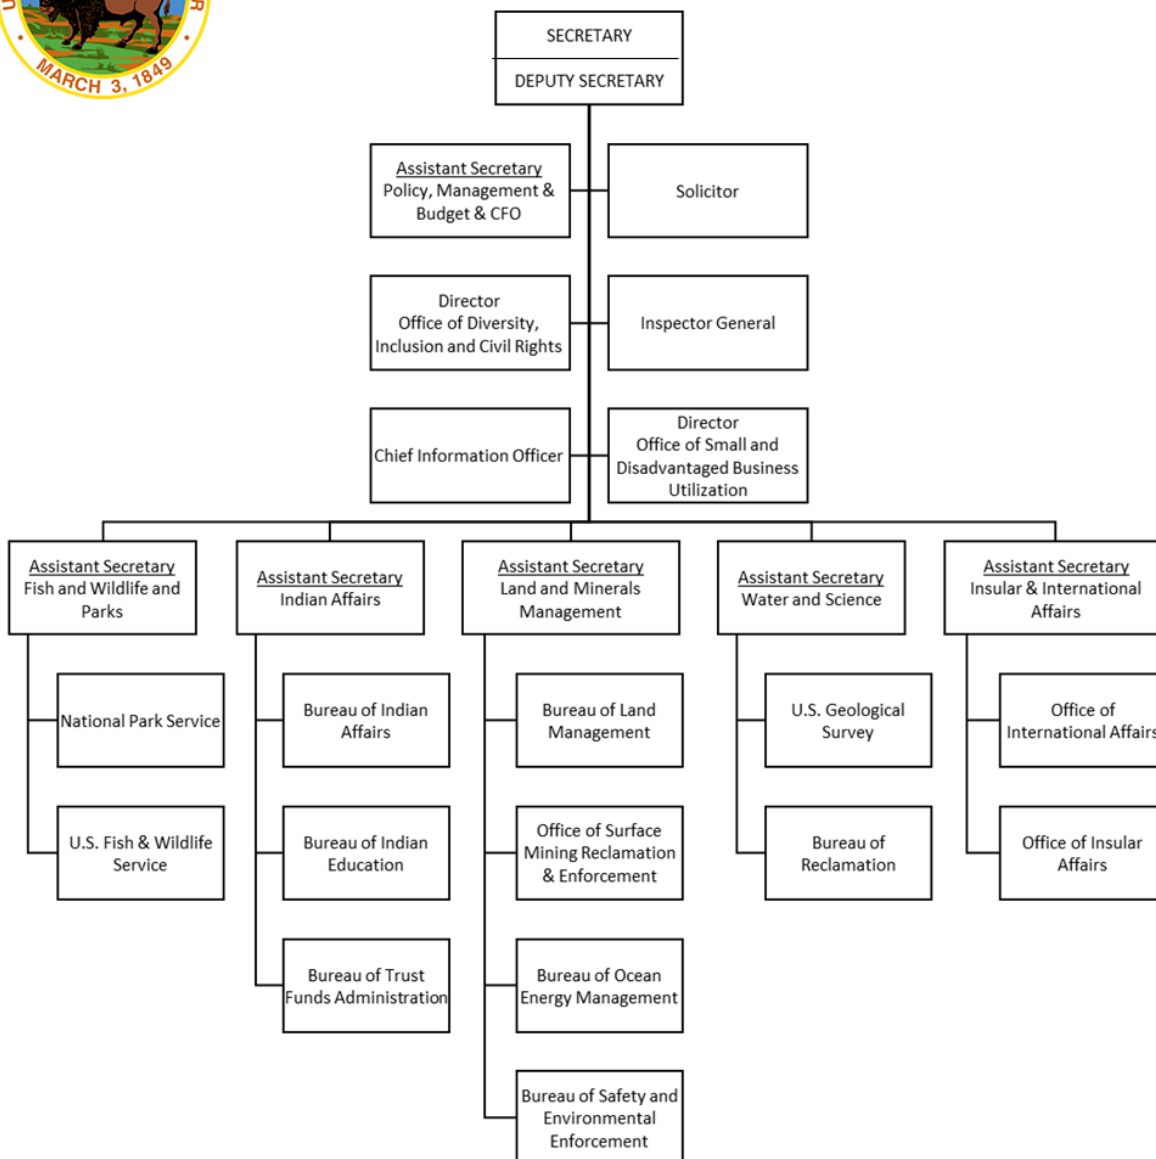 MARCH 3, 1849
SECRETARY
DEPUTY SECRETARY
Assistant Secretary
Policy, Management &
Budget & CFO
Solicitor
Director
Office of Diversity,
Inclusion and Civil Rights
Inspector General
Chief Information Officer
Director
Office of Small and
Disadvantaged Business
Utilization
Assistant Secretary
Fish and Wildlife and
Parks
Assistant Secretary
Indian Affairs
Assistant Secretary
Land and Minerals
Management
Assistant Secretary
Water and Science
Assistant Secretary
Insular & International
Affairs
National Park Service
Bureau of Indian
Affairs
Bureau of Land
Management
U.S. Geological
Survey
Office of
International Affairs
U.S. Fish & Wildlife
Service
Bureau of Indian
Education
Office of Surface
Mining Reclamation
& Enforcement
Bureau of
Reclamation
Office of Insular
Affairs
Bureau of Trust
Funds Administration
Bureau of Ocean
Energy Management
Bureau of Safety and
Environmental
Enforcement